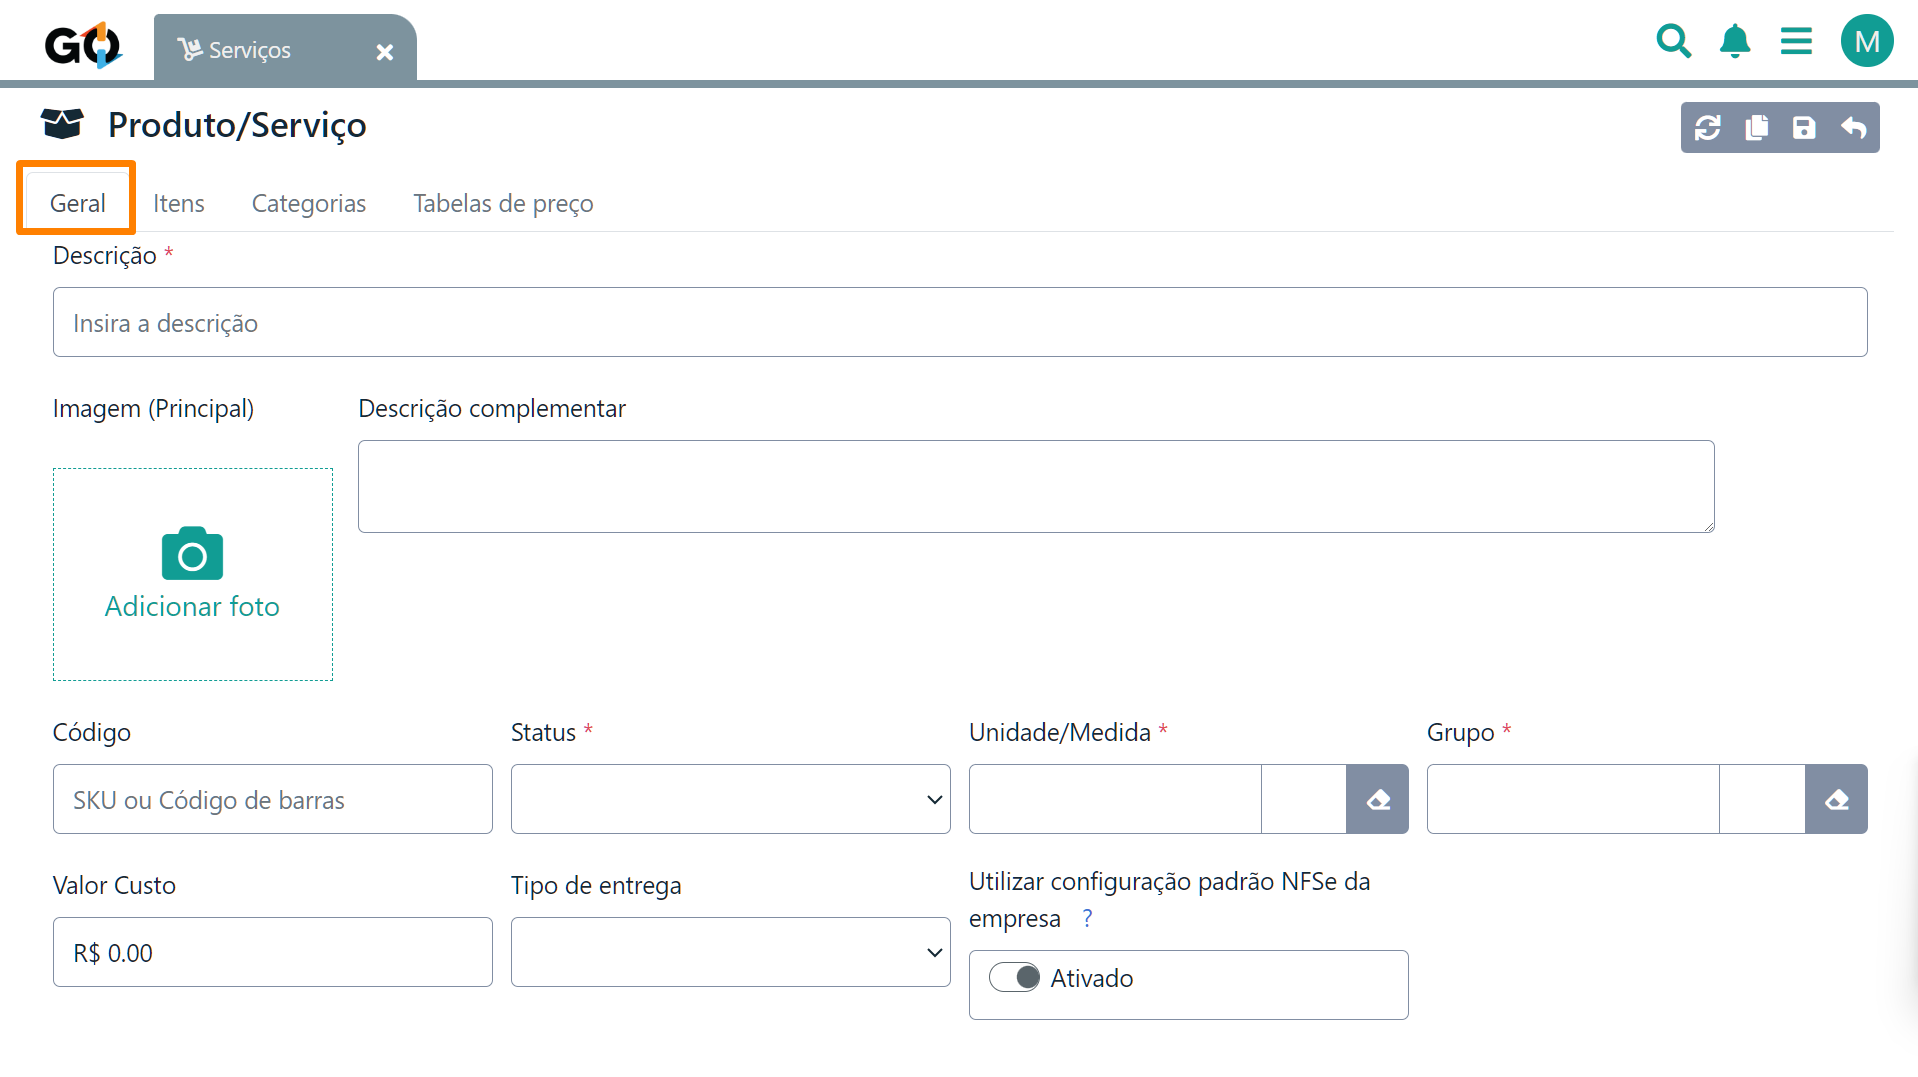 GO
Serviços
M
Produto/Serviço
Geral
Itens
Categorias
Tabelas de preço
Descrição *
Insira a descrição
Imagem (Principal)
Descrição complementar
Adicionar foto
Código
Status *
Unidade/Medida *
Grupo *
SKU ou Código de barras
Valor Custo
Tipo de entrega
Utilizar configuração padrão NFSe da
empresa ?
R$ 0.00
Ativado